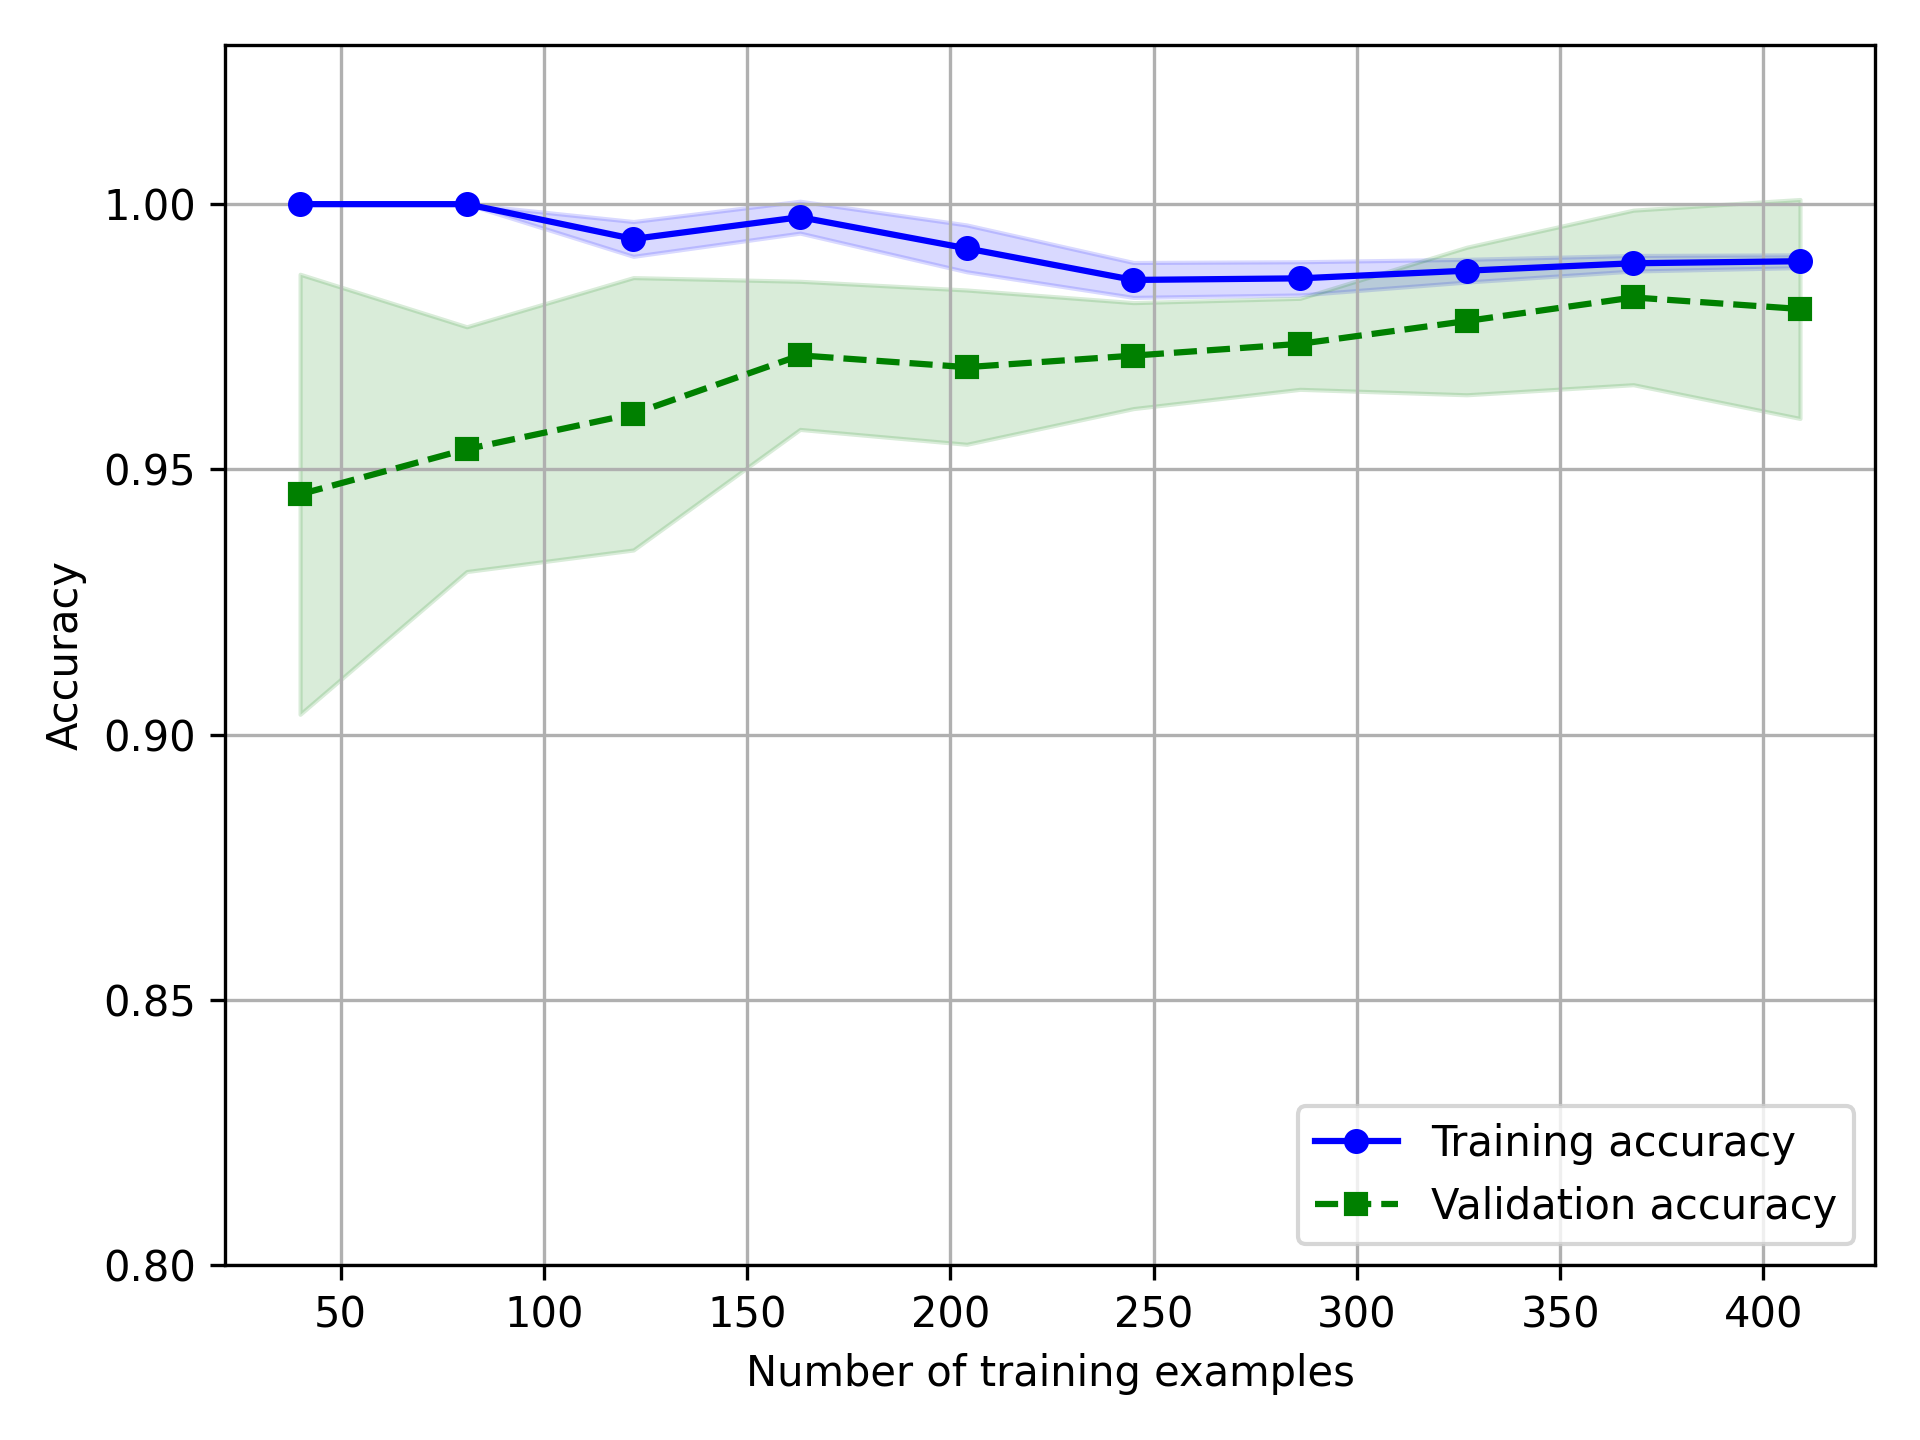 1.00
0.95
0.90
0.85
0.80
Accuracy
50 100 150 200 250 300 350 400
Number of training examples
Training accuracy
Validation accuracy